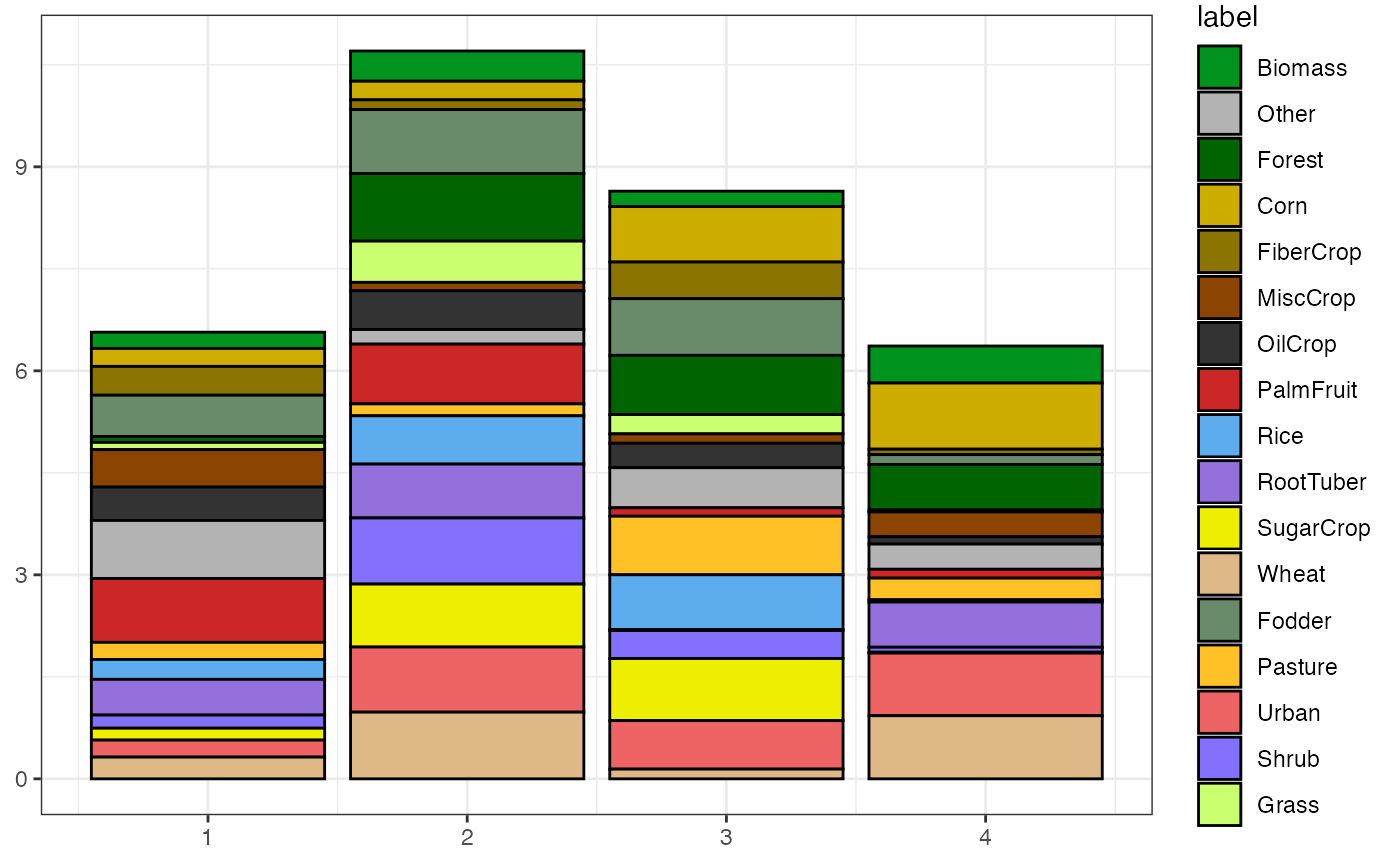 label
Biomass
Other
Forest
Corn
FiberCrop
MiscCrop
OilCrop
PalmFruit
Rice
RootTuber
SugarCrop
Wheat
Fodder
Pasture
Urban
Shrub
Grass
9
6
3
0
1 2 3 4